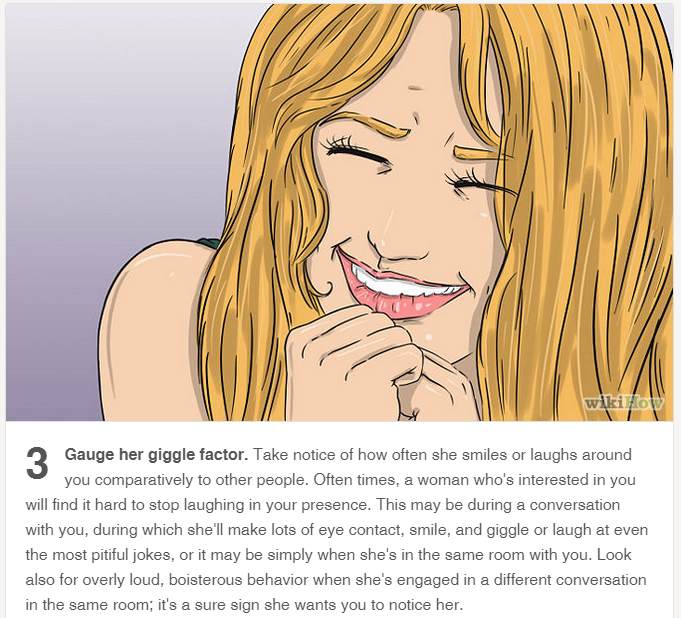 wikiHow
3 Gauge her giggle factor. Take notice of how often she smiles or laughs around
you comparatively to other people. Often times, a woman who's interested in you
will find it hard to stop laughing in your presence. This may be during a conversation
with you, during which she'll make lots of eye contact, smile, and giggle or laugh at even
the most pitiful jokes, or it may be simply when she's in the same room with you. Look
also for overly loud, boisterous behavior when she's engaged in a different conversation
in the same room; it's a sure sign she wants you to notice her.